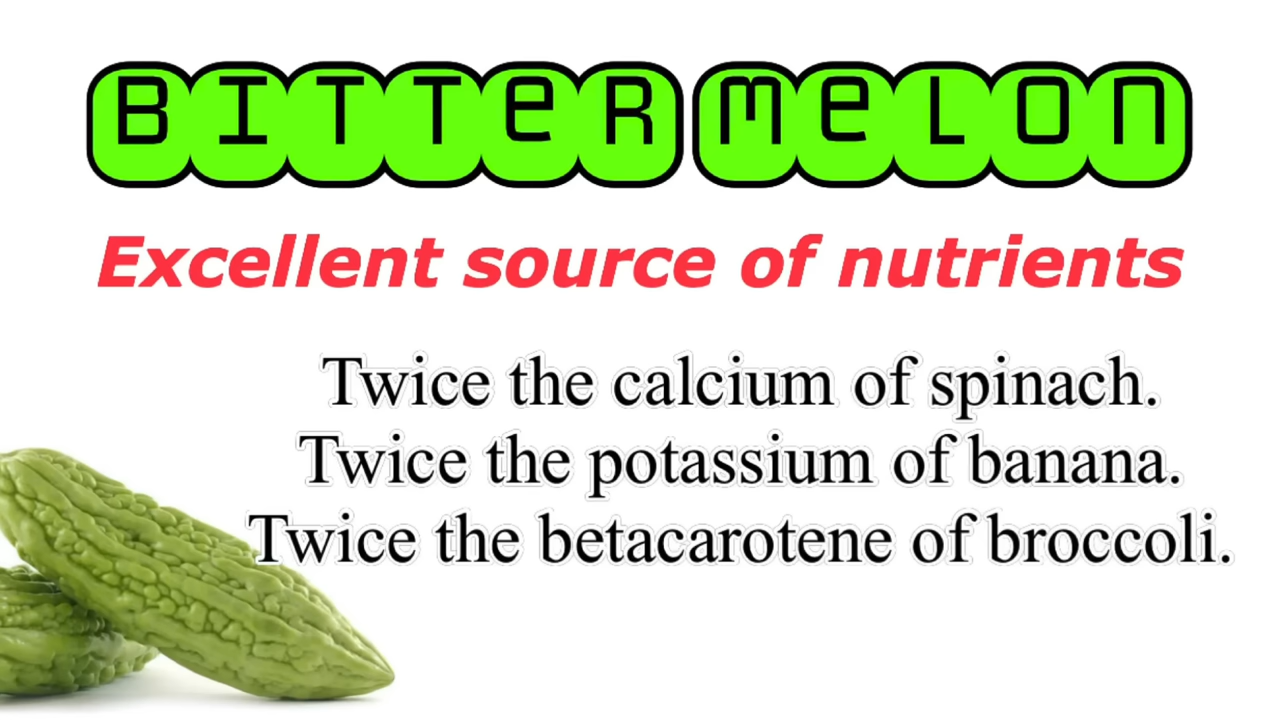 BITTER MELON
Excellent source of nutrients
Twice the calcium of spinach.
Twice the potassium of banana.
Twice the betacarotene of broccoli.